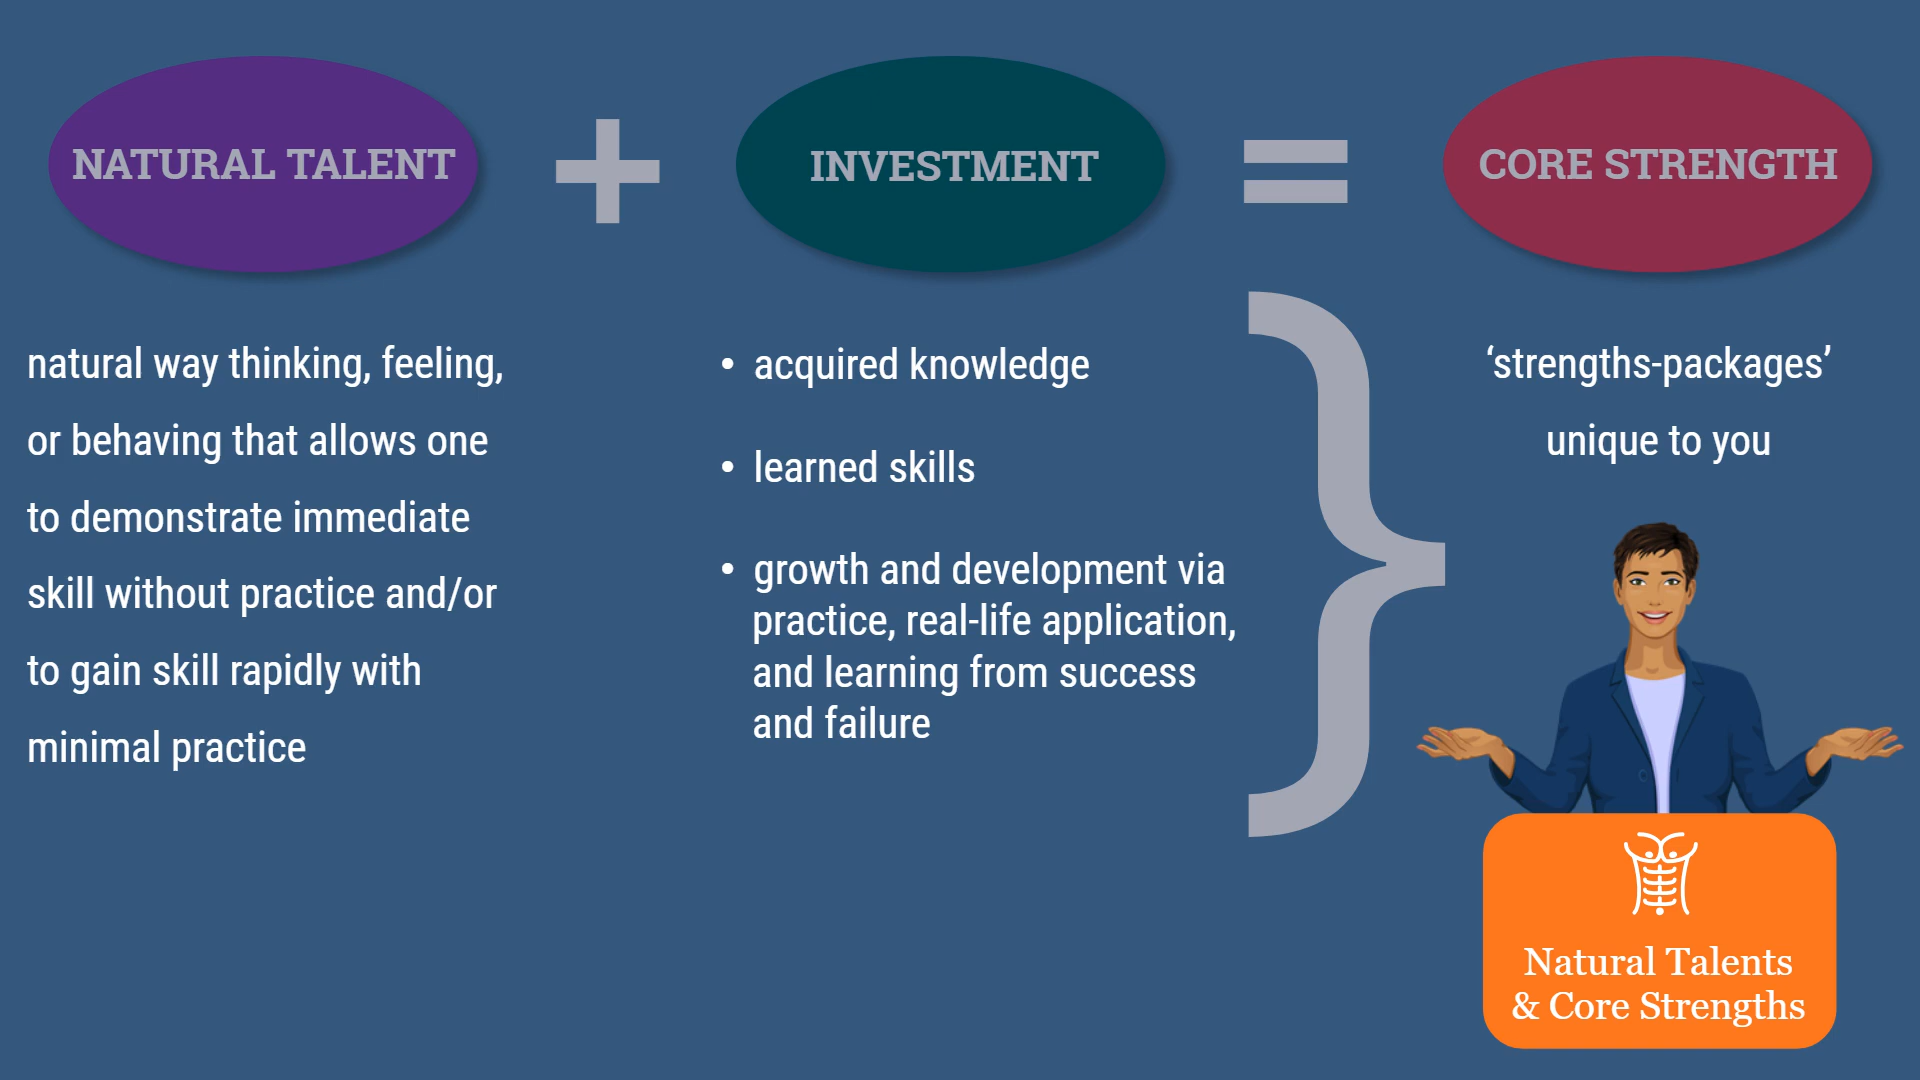 NATURAL TALENT
+
INVESTMENT
=
CORE STRENGTH
natural way thinking, feeling,
or behaving that allows one
to demonstrate immediate
skill without practice and/or
to gain skill rapidly with
minimal practice
• acquired knowledge
• learned skills
• growth and development via
practice, real-life application,
and learning from success
and failure
}
‘strengths-packages’
unique to you
Natural Talents
& Core Strengths